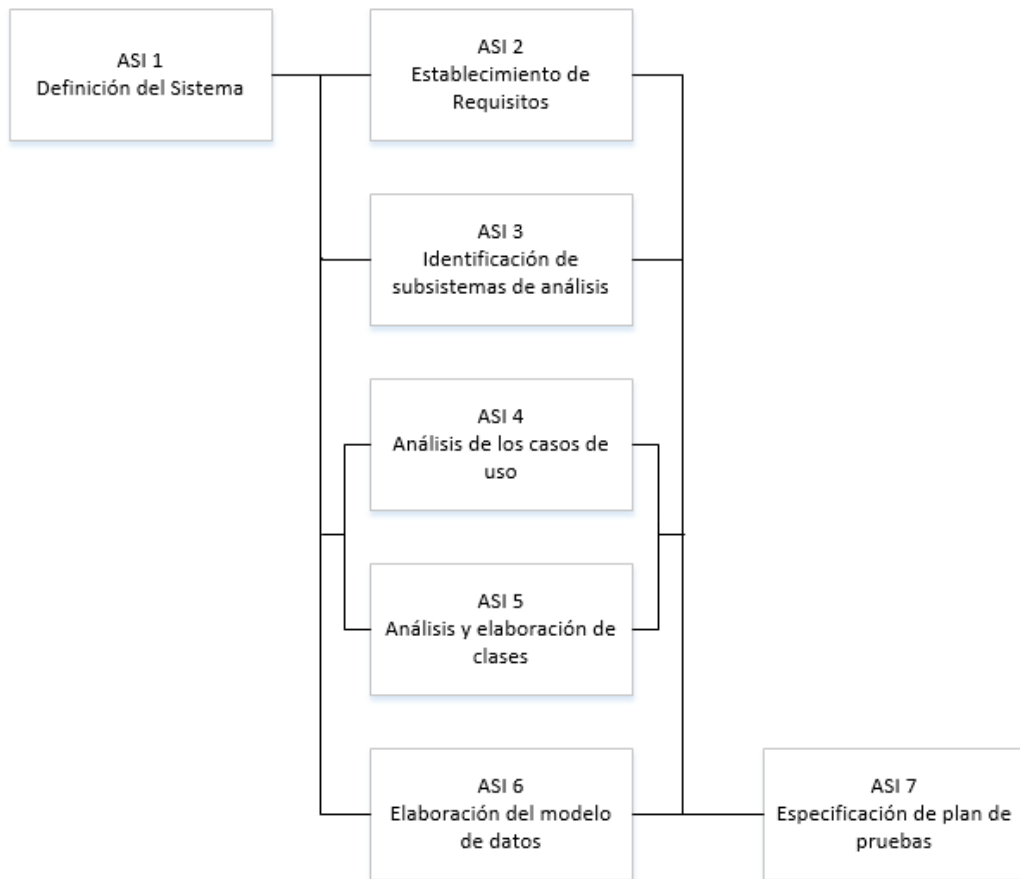 ASI 1
Definición del Sistema
ASI 2
Establecimiento de
Requisitos
ASI 3
Identificación de
subsistemas de análisis
ASI 4
Análisis de los casos de
uso
ASI 5
Análisis y elaboración de
clases
ASI 6
Elaboración del modelo
de datos
ASI 7
Especificación de plan de
pruebas